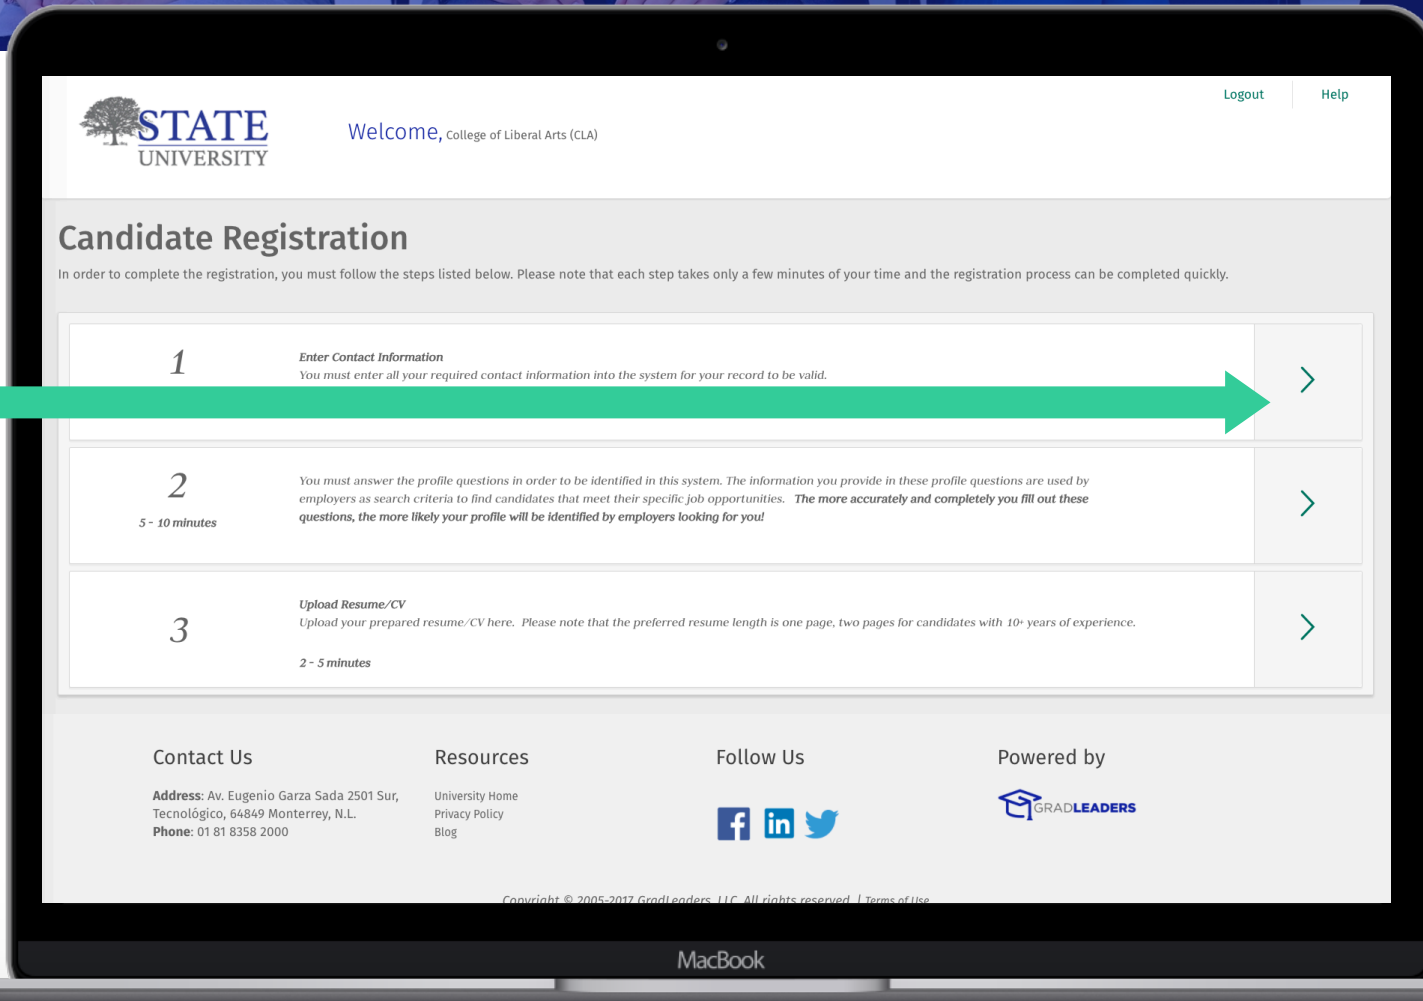 Logout
Help
STATE
UNIVERSITY
Welcome, College of Liberal Arts (CLA)
Candidate Registration
In order to complete the registration, you must follow the steps listed below. Please note that each step takes only a few minutes of your time and the registration process can be completed quickly.
1
Enter Contact Information
You must enter all your required contact information into the system for your record to be valid.
2
5 - 10 minutes
You must answer the profile questions in order to be identified in this system. The information you provide in these profile questions are used by
employers as search criteria to find candidates that meet their specific job opportunities. The more accurately and completely you fill out these
questions, the more likely your profile will be identified by employers looking for you!
3
Upload Resume/CV
Upload your prepared resume/CV here. Please note that the preferred resume length is one page, two pages for candidates with 10+ years of experience.
2 - 5 minutes
Contact Us
Address: Av. Eugenio Garza Sada 2501 Sur,
Tecnológico, 64849 Monterrey, N.L.
Phone: 01 81 8358 2000
Resources
University Home
Privacy Policy
Blog
Follow Us
f
in
Powered by
GRADLEADERS
Copyright © 2005-2017 GradLeaders, LLC. All rights reserved. | Terms of Use
MacBook